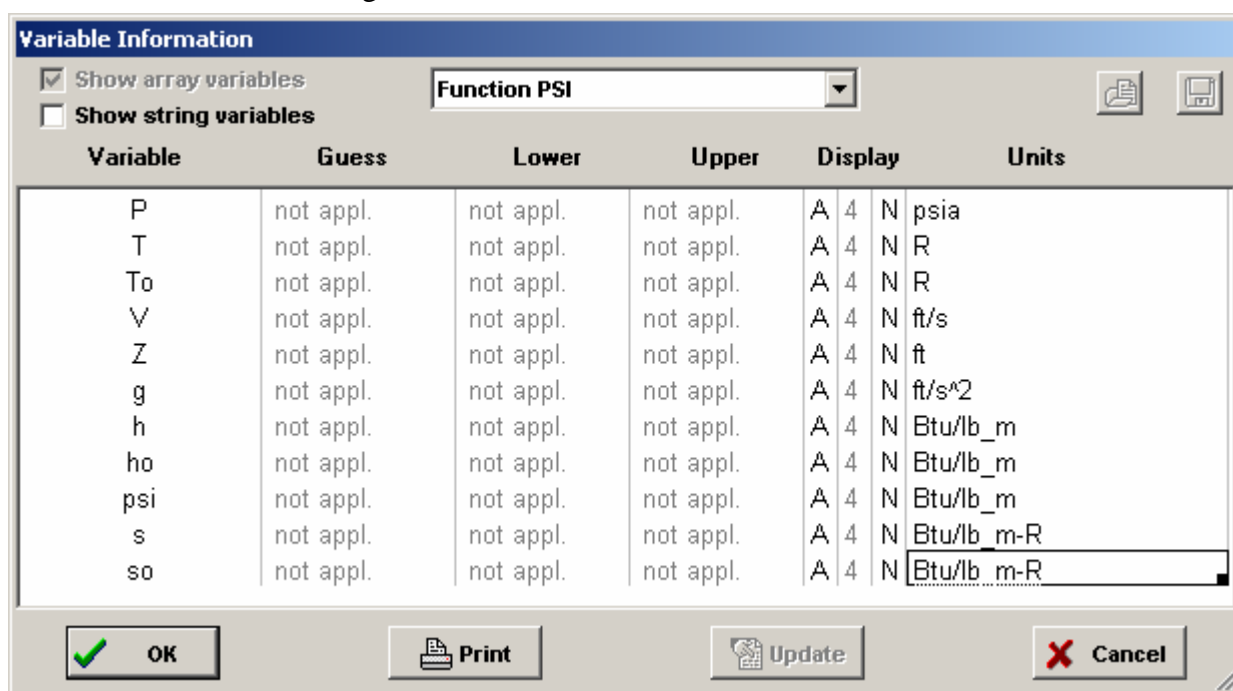 Variable Information
Show array variables
Function PSI
Show string variables
Variable Guess Lower Upper Display Units
P not appl. not appl. not appl. A 4 N psia
T not appl. not appl. not appl. A 4 N R
To not appl. not appl. not appl. A 4 N R
V not appl. not appl. not appl. A 4 N ft/s
Z not appl. not appl. not appl. A 4 N ft
g not appl. not appl. not appl. A 4 N ft/s^2
h not appl. not appl. not appl. A 4 N Btu/lb_m
ho not appl. not appl. not appl. A 4 N Btu/lb_m
psi not appl. not appl. not appl. A 4 N Btu/lb_m
s not appl. not appl. not appl. A 4 N Btu/lb_m-R
so not appl. not appl. not appl. A 4 N Btu/lb_m-R
OK Print Update Cancel